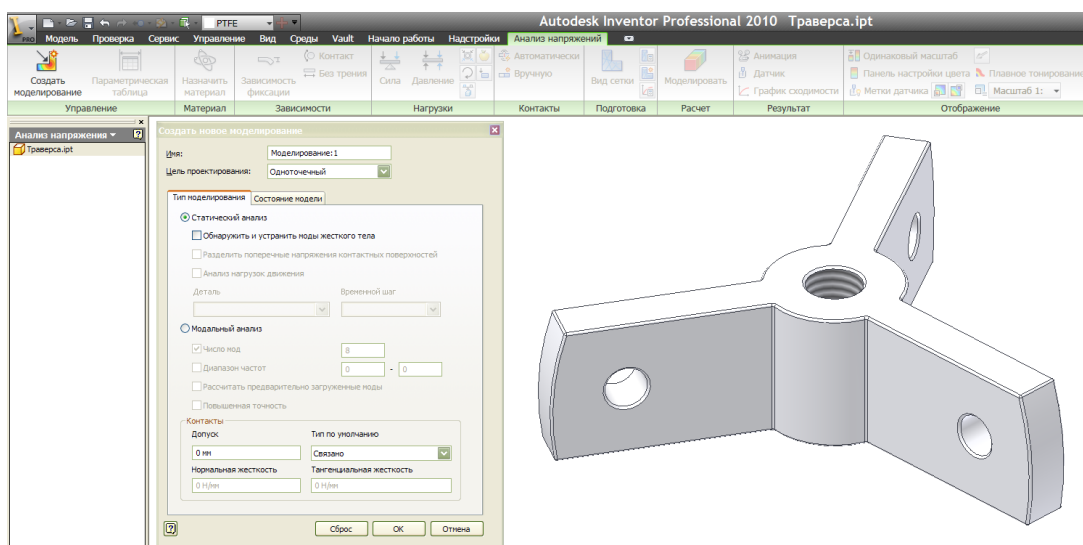 PTFE
Autodesk Inventor Professional 2010 Траверса.ipt
PRO Модель Проверка Сервис Управление Вид Среды Vault Начало работы Надстройки Анализ напряжений
Создать моделирование
Параметрическая таблица
Назначить материал
Зависимость фиксации
Контакт
Без трения
Сила
Давление
Автоматически
Вручную
Вид сетки
Моделировать
Анимация
Датчик
График сходимости
Одинаковый масштаб
Панель настройки цвета
Плавное тонирование
Метки датчика
Масштаб 1:
Управление Материал Зависимости Нагрузки Контакты Подготовка Расчет Результат Отображение
Анализ напряжения
Траверса.ipt
Создать новое моделирование
Имя: Моделирование:1
Цель проектирования: Одноточечный
Тип моделирования Состояние модели
Статический анализ
Обнаружить и устранить моды жесткого тела
Разделить поперечные напряжения контактных поверхностей
Анализ нагрузок движения
Деталь Временной шаг
Модальный анализ
Число мод 8
Диапазон частот 0 - 0
Рассчитать предварительно загруженные моды
Повышенная точность
Контакты
Допуск Тип по умолчанию
0 мм Связано
Нормальная жесткость Тангенциальная жесткость
0 Н/мм 0 Н/мм
Сброс OK Отмена